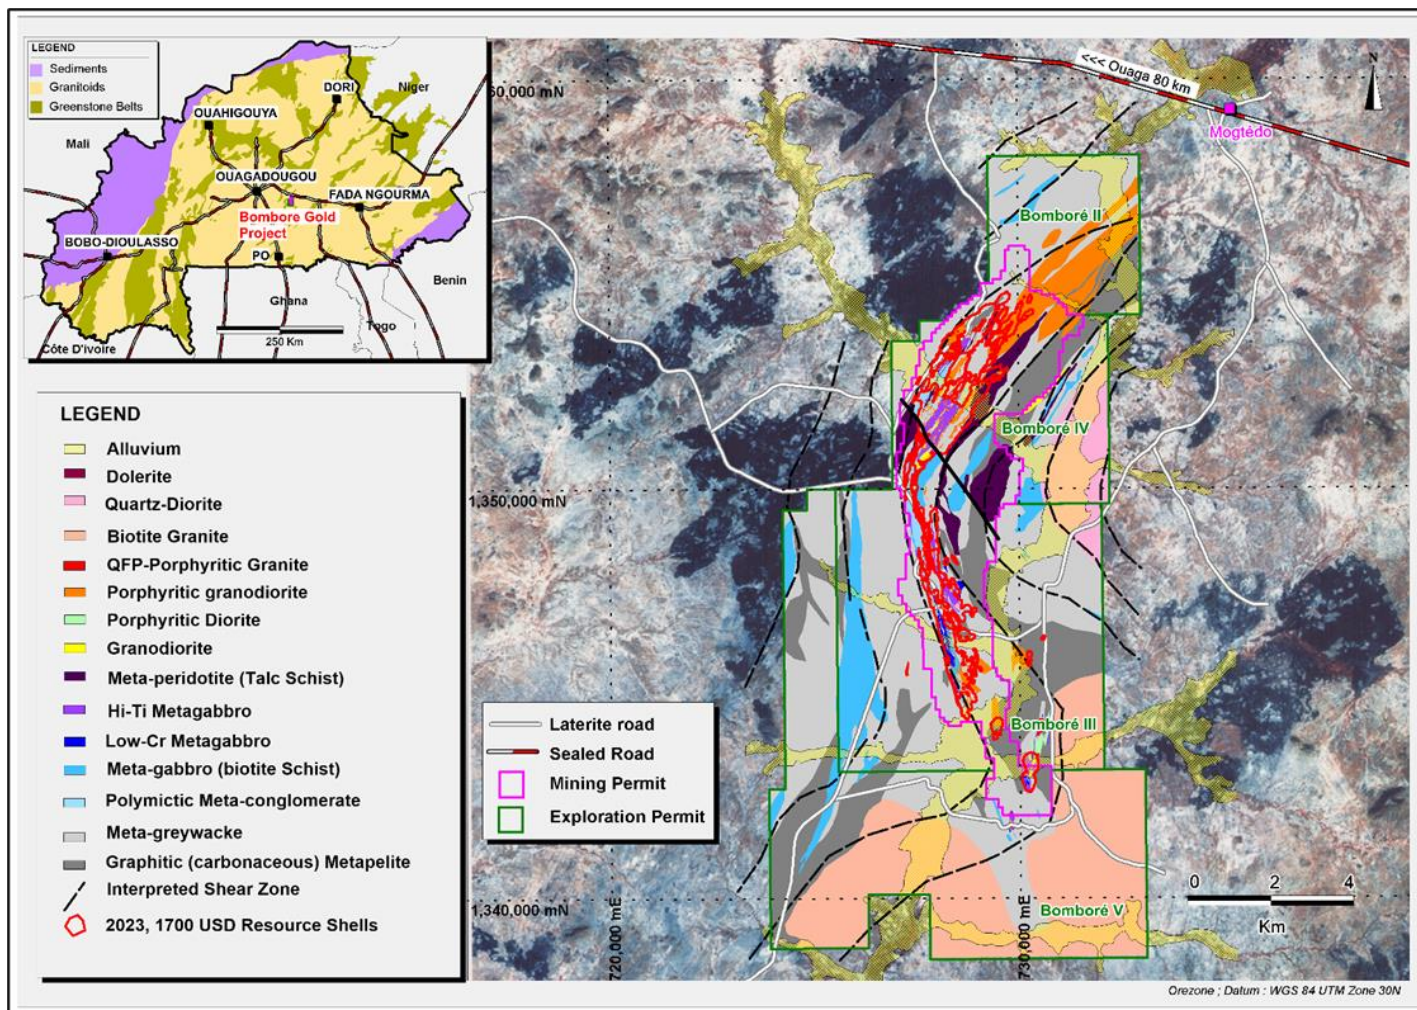 LEGEND
Sediments
Granitoids
Greenstone Belts
Mali
Niger
DORI
OUAHIGOUYA
OUAGADOUGOU
FADA NGOURMA
Bombore Gold
Project
BOBO-DIOULASSO
PO
Benin
Ghana
Togo
Côte D'ivoire
250 Km
LEGEND
Alluvium
Dolerite
Quartz-Diorite
Biotite Granite
QFP-Porphyritic Granite
Porphyritic granodiorite
Porphyritic Diorite
Granodiorite
Meta-peridotite (Talc Schist)
Hi-Ti Metagabbro
Low-Cr Metagabbro
Meta-gabbro (biotite Schist)
Polymictic Meta-conglomerate
Meta-greywacke
Graphitic (carbonaceous) Metapelite
Interpreted Shear Zone
2023, 1700 USD Resource Shells
Laterite road
Sealed Road
Mining Permit
Exploration Permit
60,000 mN
<<< Ouaga 80 km
N
Mogtédo
Bomboré II
Bomboré IV
1,350,000 mN
Bomboré III
Bomboré V
1,340,000 mN
720,000 mE
730,000 mE
0 2 4
Km
Orezone ; Datum : WGS 84 UTM Zone 30N